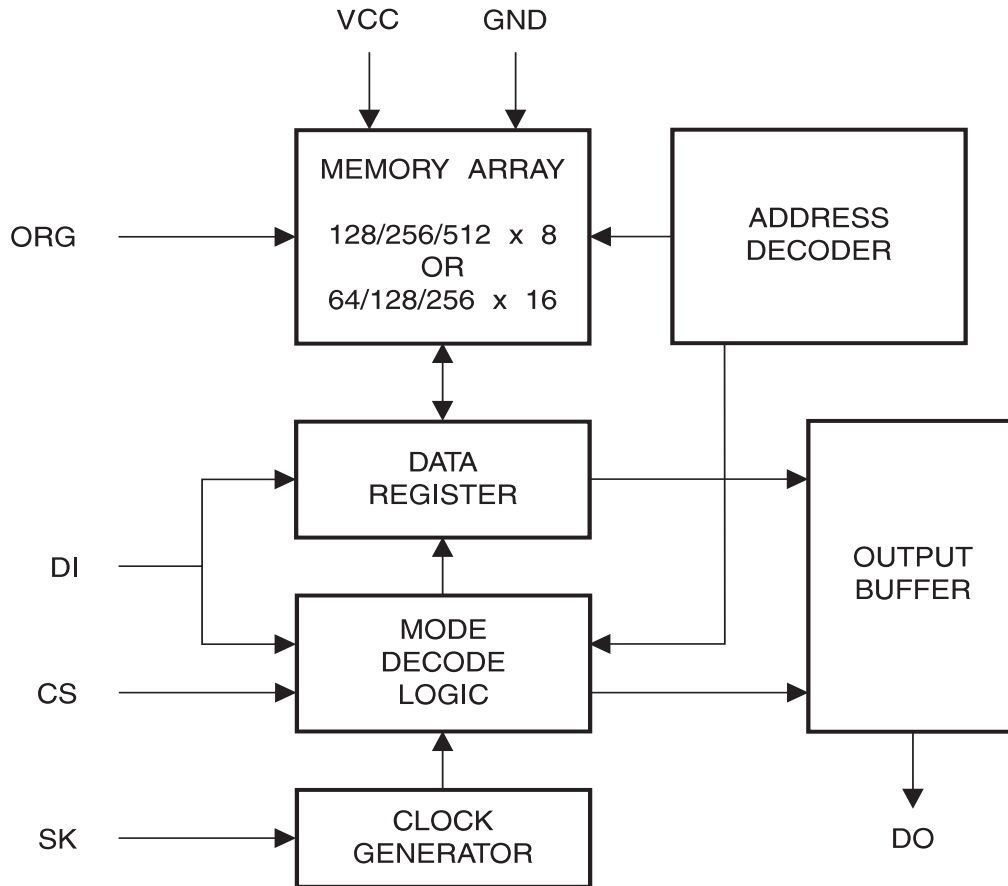 VCC
GND
MEMORY ARRAY
128/256/512 x 8
OR
64/128/256 x 16
ADDRESS
DECODER
ORG
DATA
REGISTER
DI
OUTPUT
BUFFER
MODE
DECODE
LOGIC
CS
CLOCK
GENERATOR
SK
DO